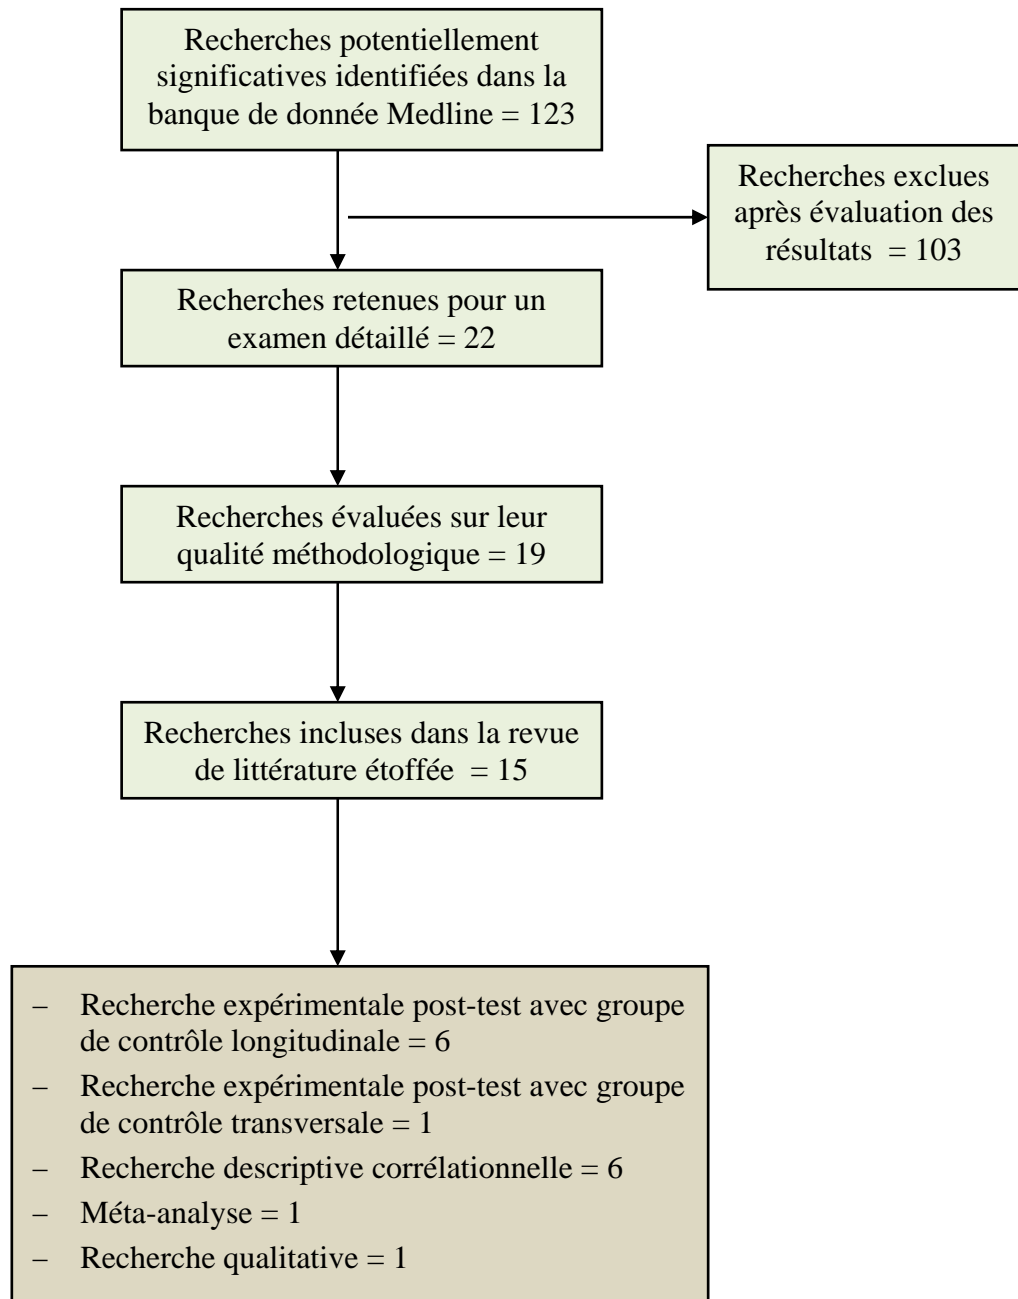 Recherches potentiellement
significatives identifiées dans la
banque de donnée Medline = 123
Recherches exclues
après évaluation des
résultats  = 103
Recherches retenues pour un
examen détaillé = 22
Recherches évaluées sur leur
qualité méthodologique = 19
Recherches incluses dans la revue
de littérature étoffée  = 15
– Recherche expérimentale post-test avec groupe
de contrôle longitudinale = 6
– Recherche expérimentale post-test avec groupe
de contrôle transversale = 1
– Recherche descriptive corrélationnelle = 6
– Méta-analyse = 1
– Recherche qualitative = 1